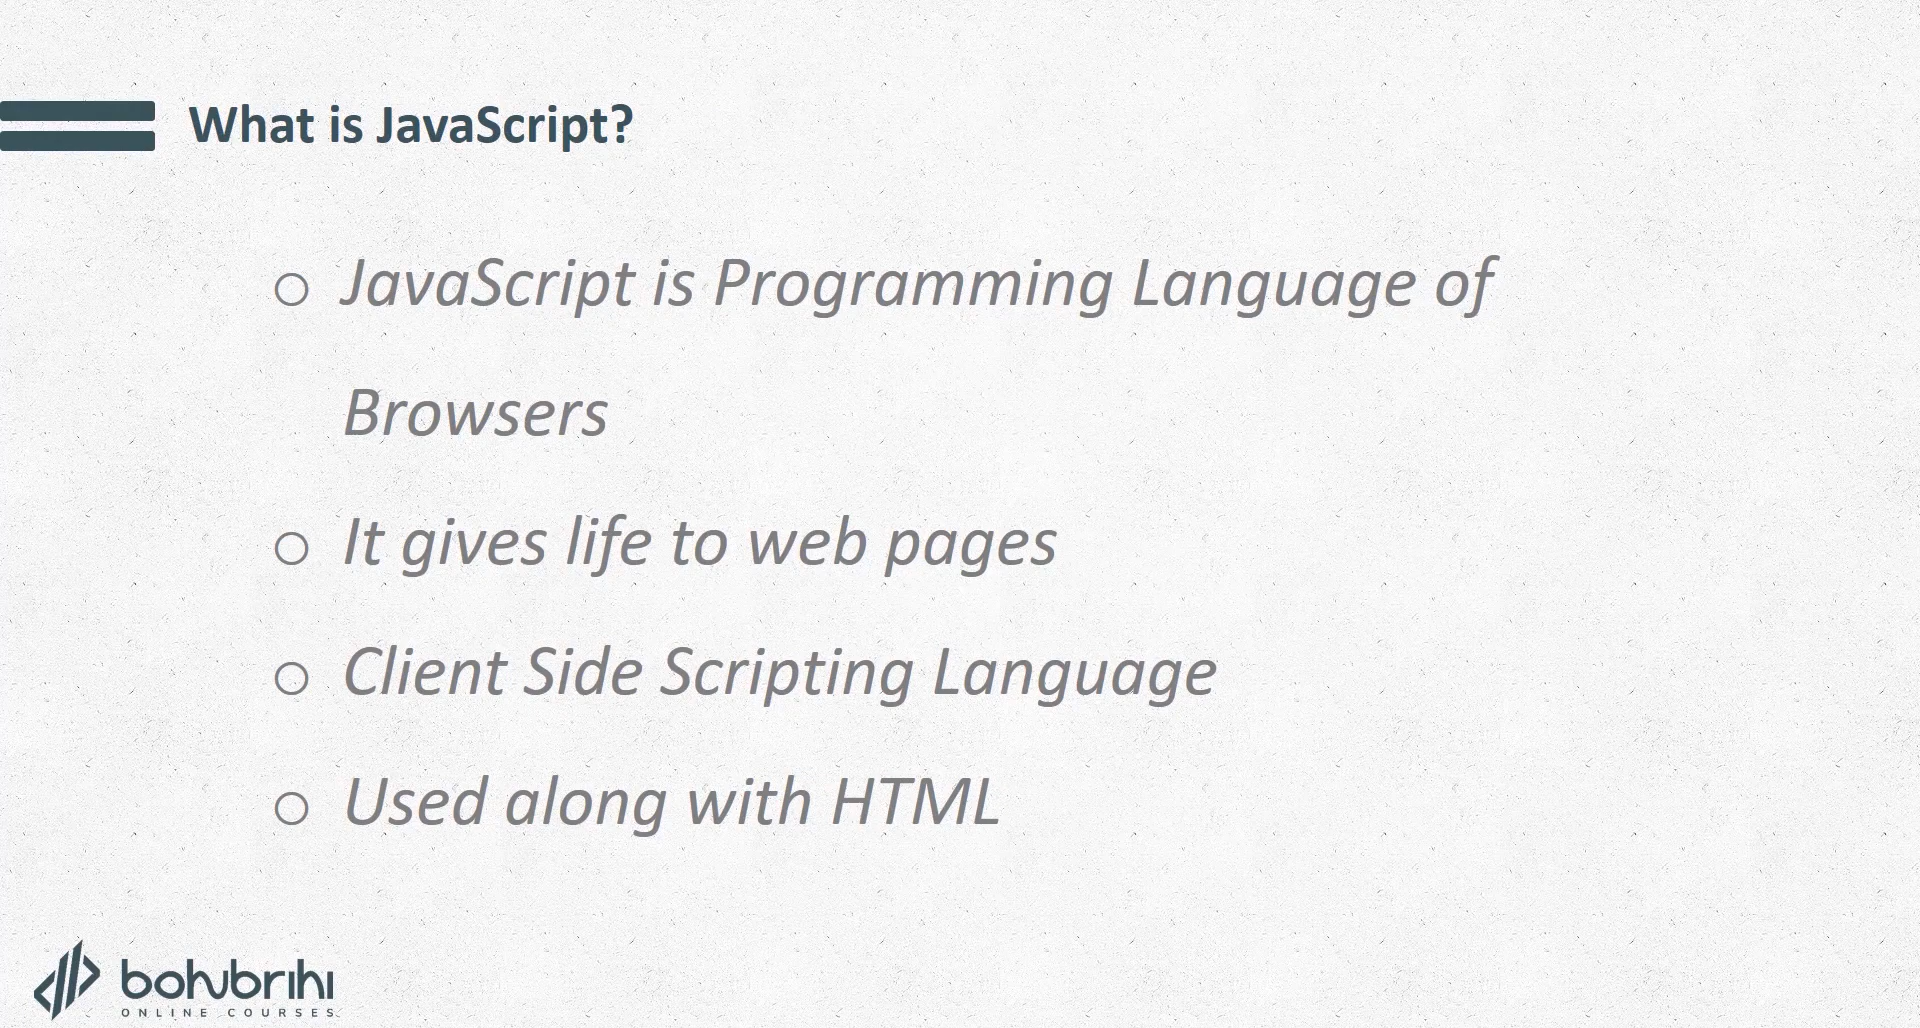 What is JavaScript?
JavaScript is Programming Language of
Browsers
It gives life to web pages
Client Side Scripting Language
Used along with HTML
bohubrihi
ONLINE COURSES